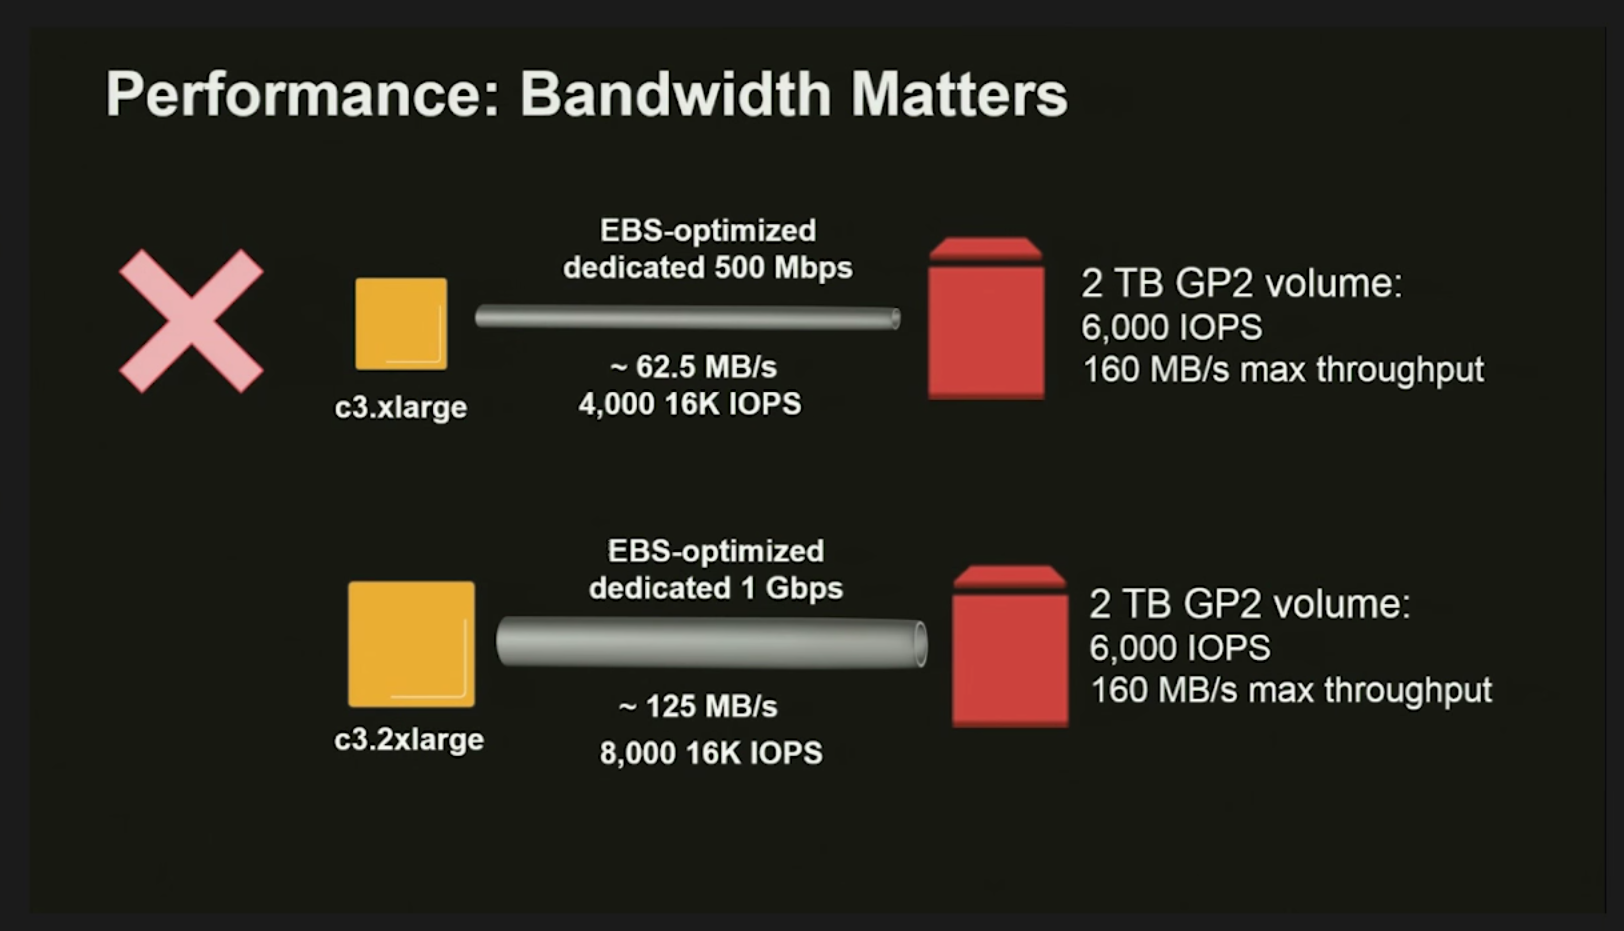 Performance: Bandwidth Matters
EBS-optimized
dedicated 500 Mbps
~ 62.5 MB/s
4,000 16K IOPS
c3.xlarge
2 TB GP2 volume:
6,000 IOPS
160 MB/s max throughput
EBS-optimized
dedicated 1 Gbps
~ 125 MB/s
8,000 16K IOPS
c3.2xlarge
2 TB GP2 volume:
6,000 IOPS
160 MB/s max throughput